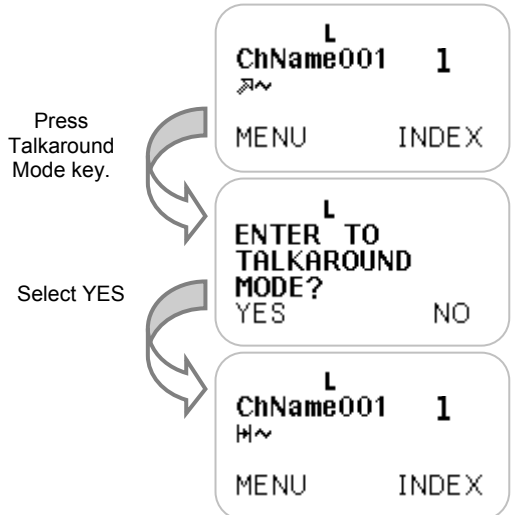 L
ChName001 1
MENU INDEX
Press
Talkaround
Mode key.
L
ENTER TO
TALKAROUND
MODE?
YES NO
Select YES
L
ChName001 1
MENU INDEX